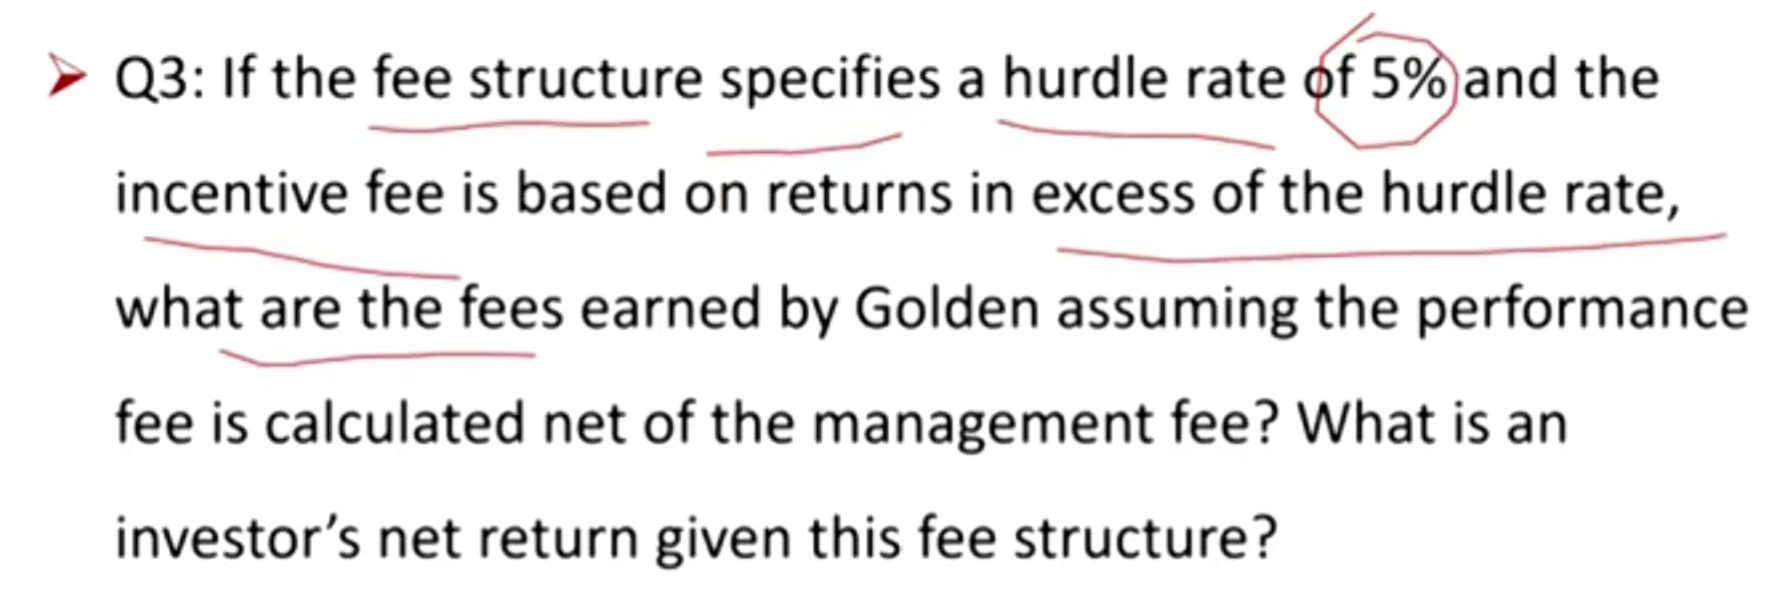 Q3: If the fee structure specifies a hurdle rate of 5% and the
incentive fee is based on returns in excess of the hurdle rate,
what are the fees earned by Golden assuming the performance
fee is calculated net of the management fee? What is an
investor’s net return given this fee structure?